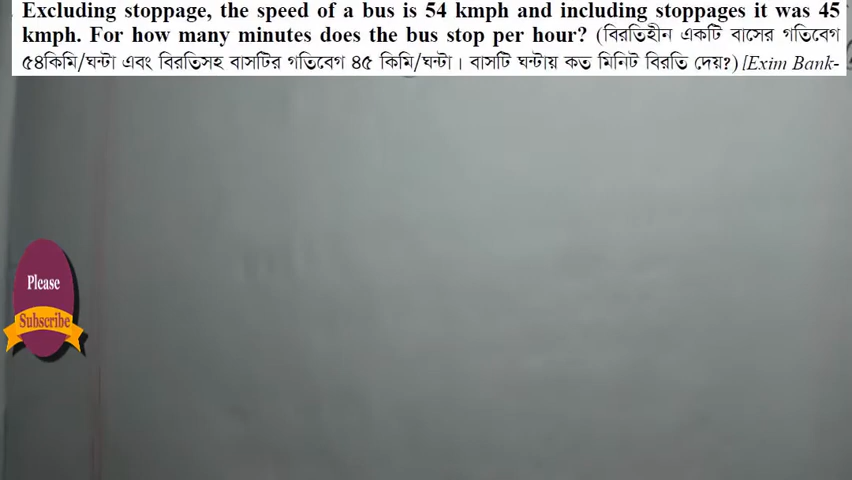 Excluding stoppage, the speed of a bus is 54 kmph and including stoppages it was 45
kmph. For how many minutes does the bus stop per hour? (বিরতিহীন একটি বাসের গতিবেগ
৫৪কিমি/ঘন্টা এবং বিরতিসহ বাসটির গতিবেগ ৪৫ কিমি/ঘন্টা। বাসটি ঘন্টায় কত মিনিট বিরতি দেয়?) [Exim Bank-
Please
Subscribe